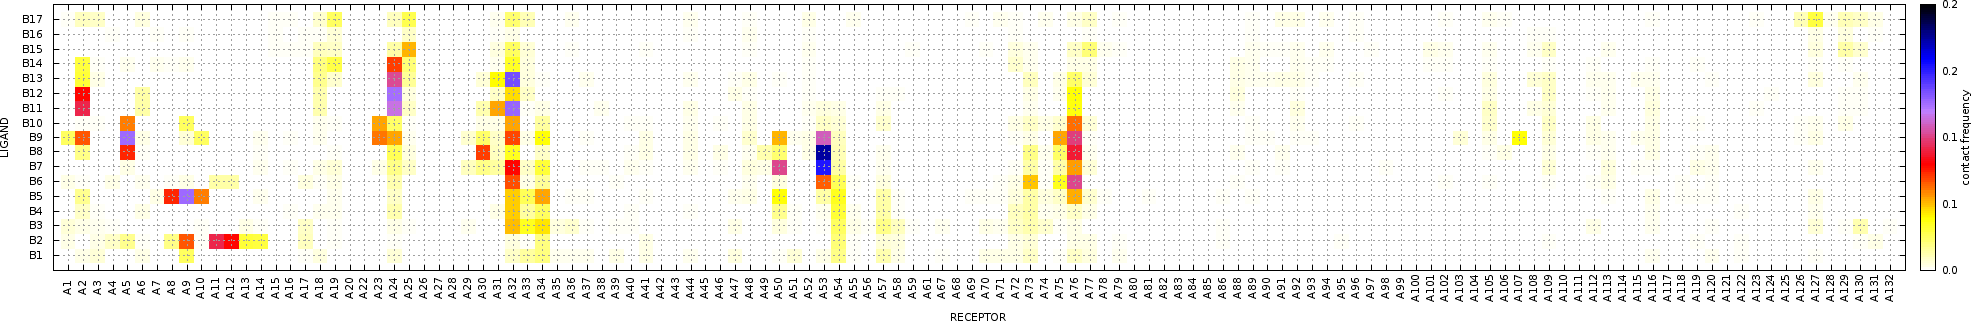 B17
B16
B15
B14
B13
B12
B11
B10
B9
B8
B7
B6
B5
B4
B3
B2
B1
LIGAND
A1 A2 A3 A4 A5 A6 A7 A8 A9 A10 A11 A12 A13 A14 A15 A16 A17 A18 A19 A20 A22 A23 A24 A25 A26 A27 A28 A29 A30 A31 A32 A33 A34 A35 A36 A37 A38 A39 A40 A41 A42 A43 A44 A45 A46 A47 A48 A49 A50 A51 A52 A53 A54 A55 A56 A57 A58 A59 A61 A67 A68 A69 A70 A71 A72 A73 A74 A75 A76 A77 A78 A79 A80 A81 A82 A83 A84 A85 A86 A88 A89 A90 A91 A92 A93 A94 A95 A96 A97 A98 A99 A100 A101 A102 A103 A104 A105 A106 A107 A108 A109 A110 A111 A112 A113 A114 A115 A116 A117 A118 A119 A120 A121 A122 A123 A124 A125 A126 A127 A128 A129 A130 A131 A132
RECEPTOR
0.2
0.2
0.1
0.1
0.0
contact frequency